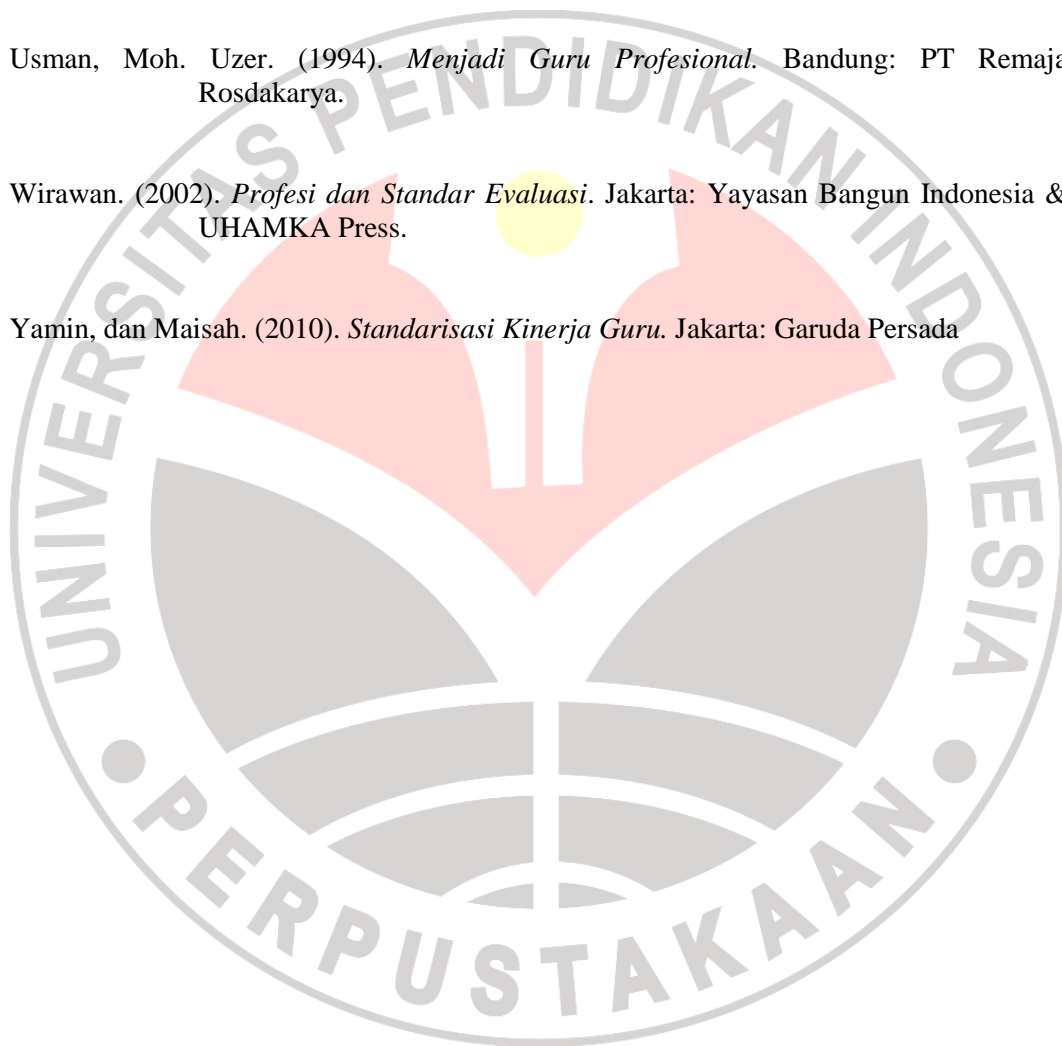 Usman, Moh. Uzer. (1994). Menjadi Guru Profesional. Bandung: PT Remaja
Rosdakarya.
Wirawan. (2002). Profesi dan Standar Evaluasi. Jakarta: Yayasan Bangun Indonesia &
UHAMKA Press.
Yamin, dan Maisah. (2010). Standarisasi Kinerja Guru. Jakarta: Garuda Persada
UNIVERSITAS PENDIDIKAN INDONESIA
PERPUSTAKAAN